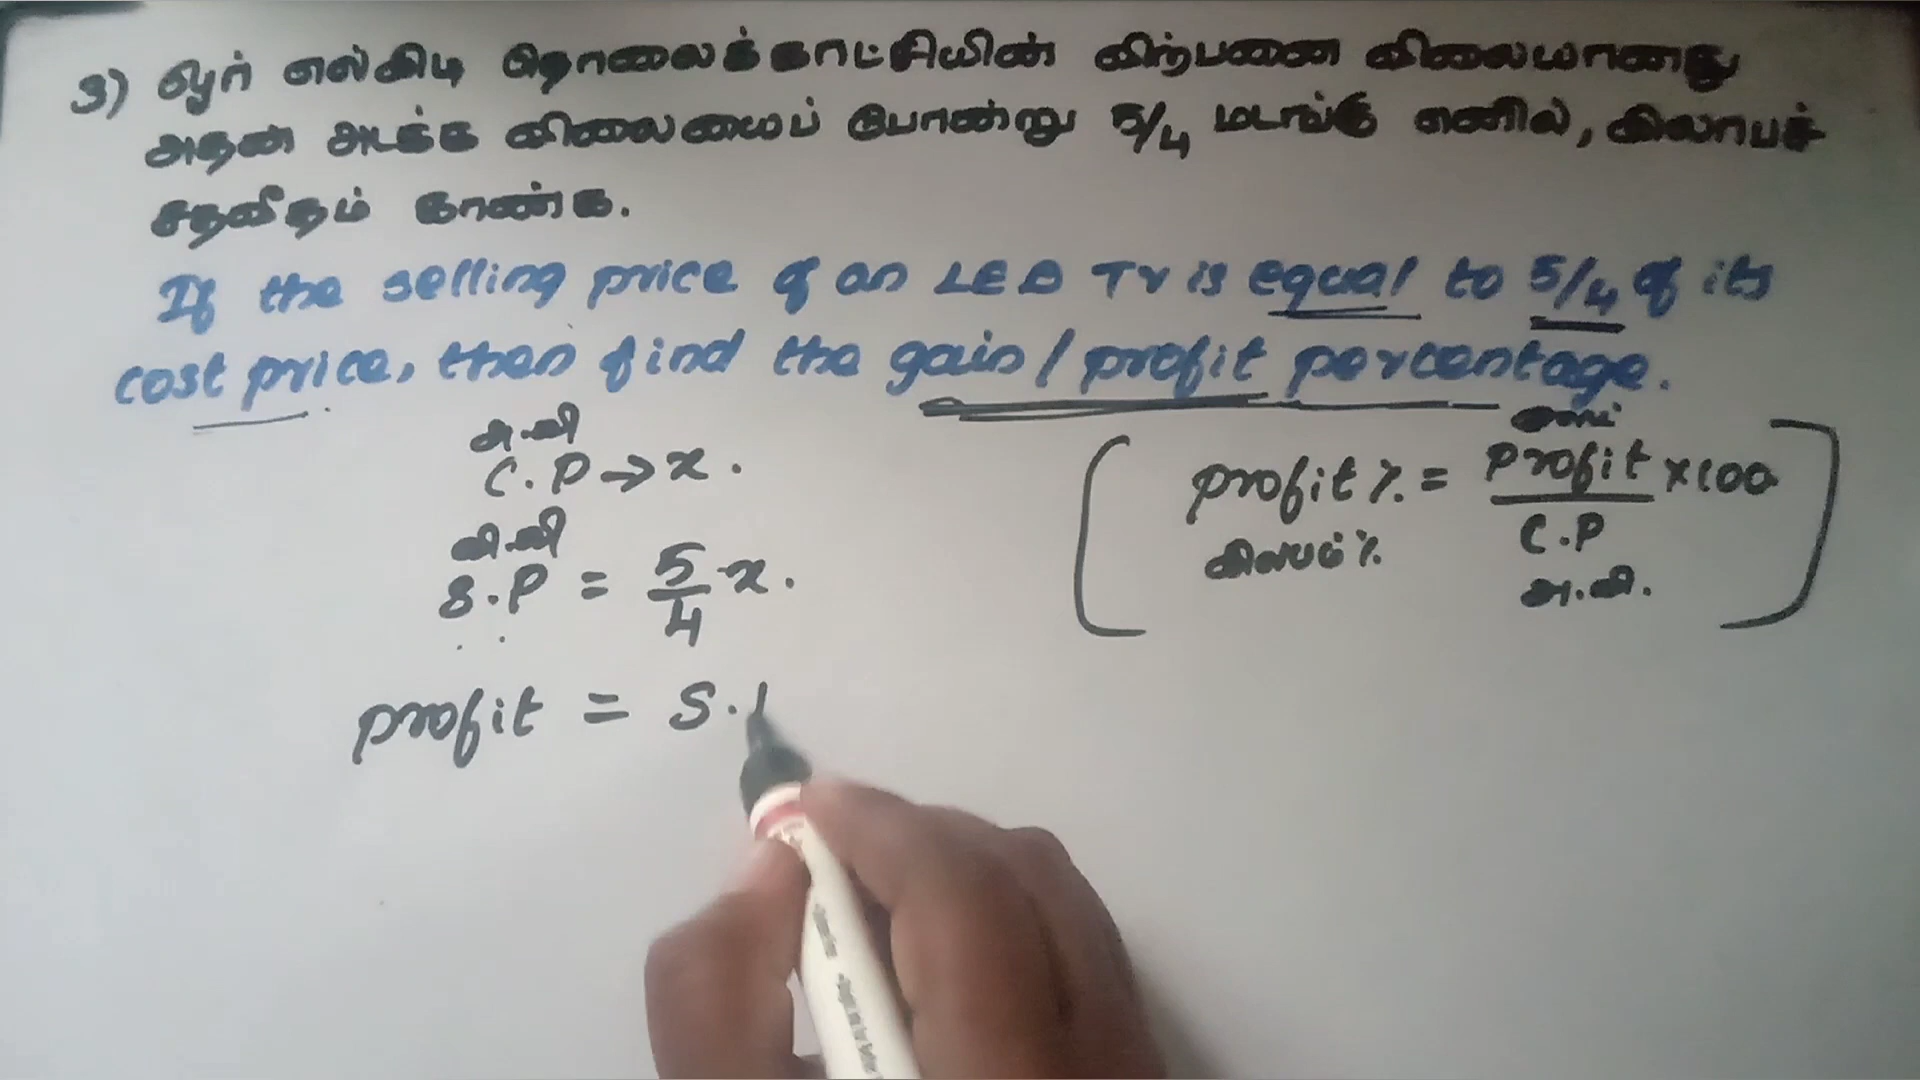 3) ஓர் எல்இடி தொலைக்காட்சியின் விற்பனை விலையானது
அதன் அடக்க விலையைப் போன்று 5/4 மடங்கு எனில், இலாபச்
சதவீதம் காண்க.
If the selling price of an LED TV is equal to 5/4 of its
cost price, then find the gain / profit percentage.
அ.வி
C.P → x.
வி.வி
S.P = 5/4 x.
profit = S.
profit % = profit/C.P × 100
இலாபம் %
அ.வி.